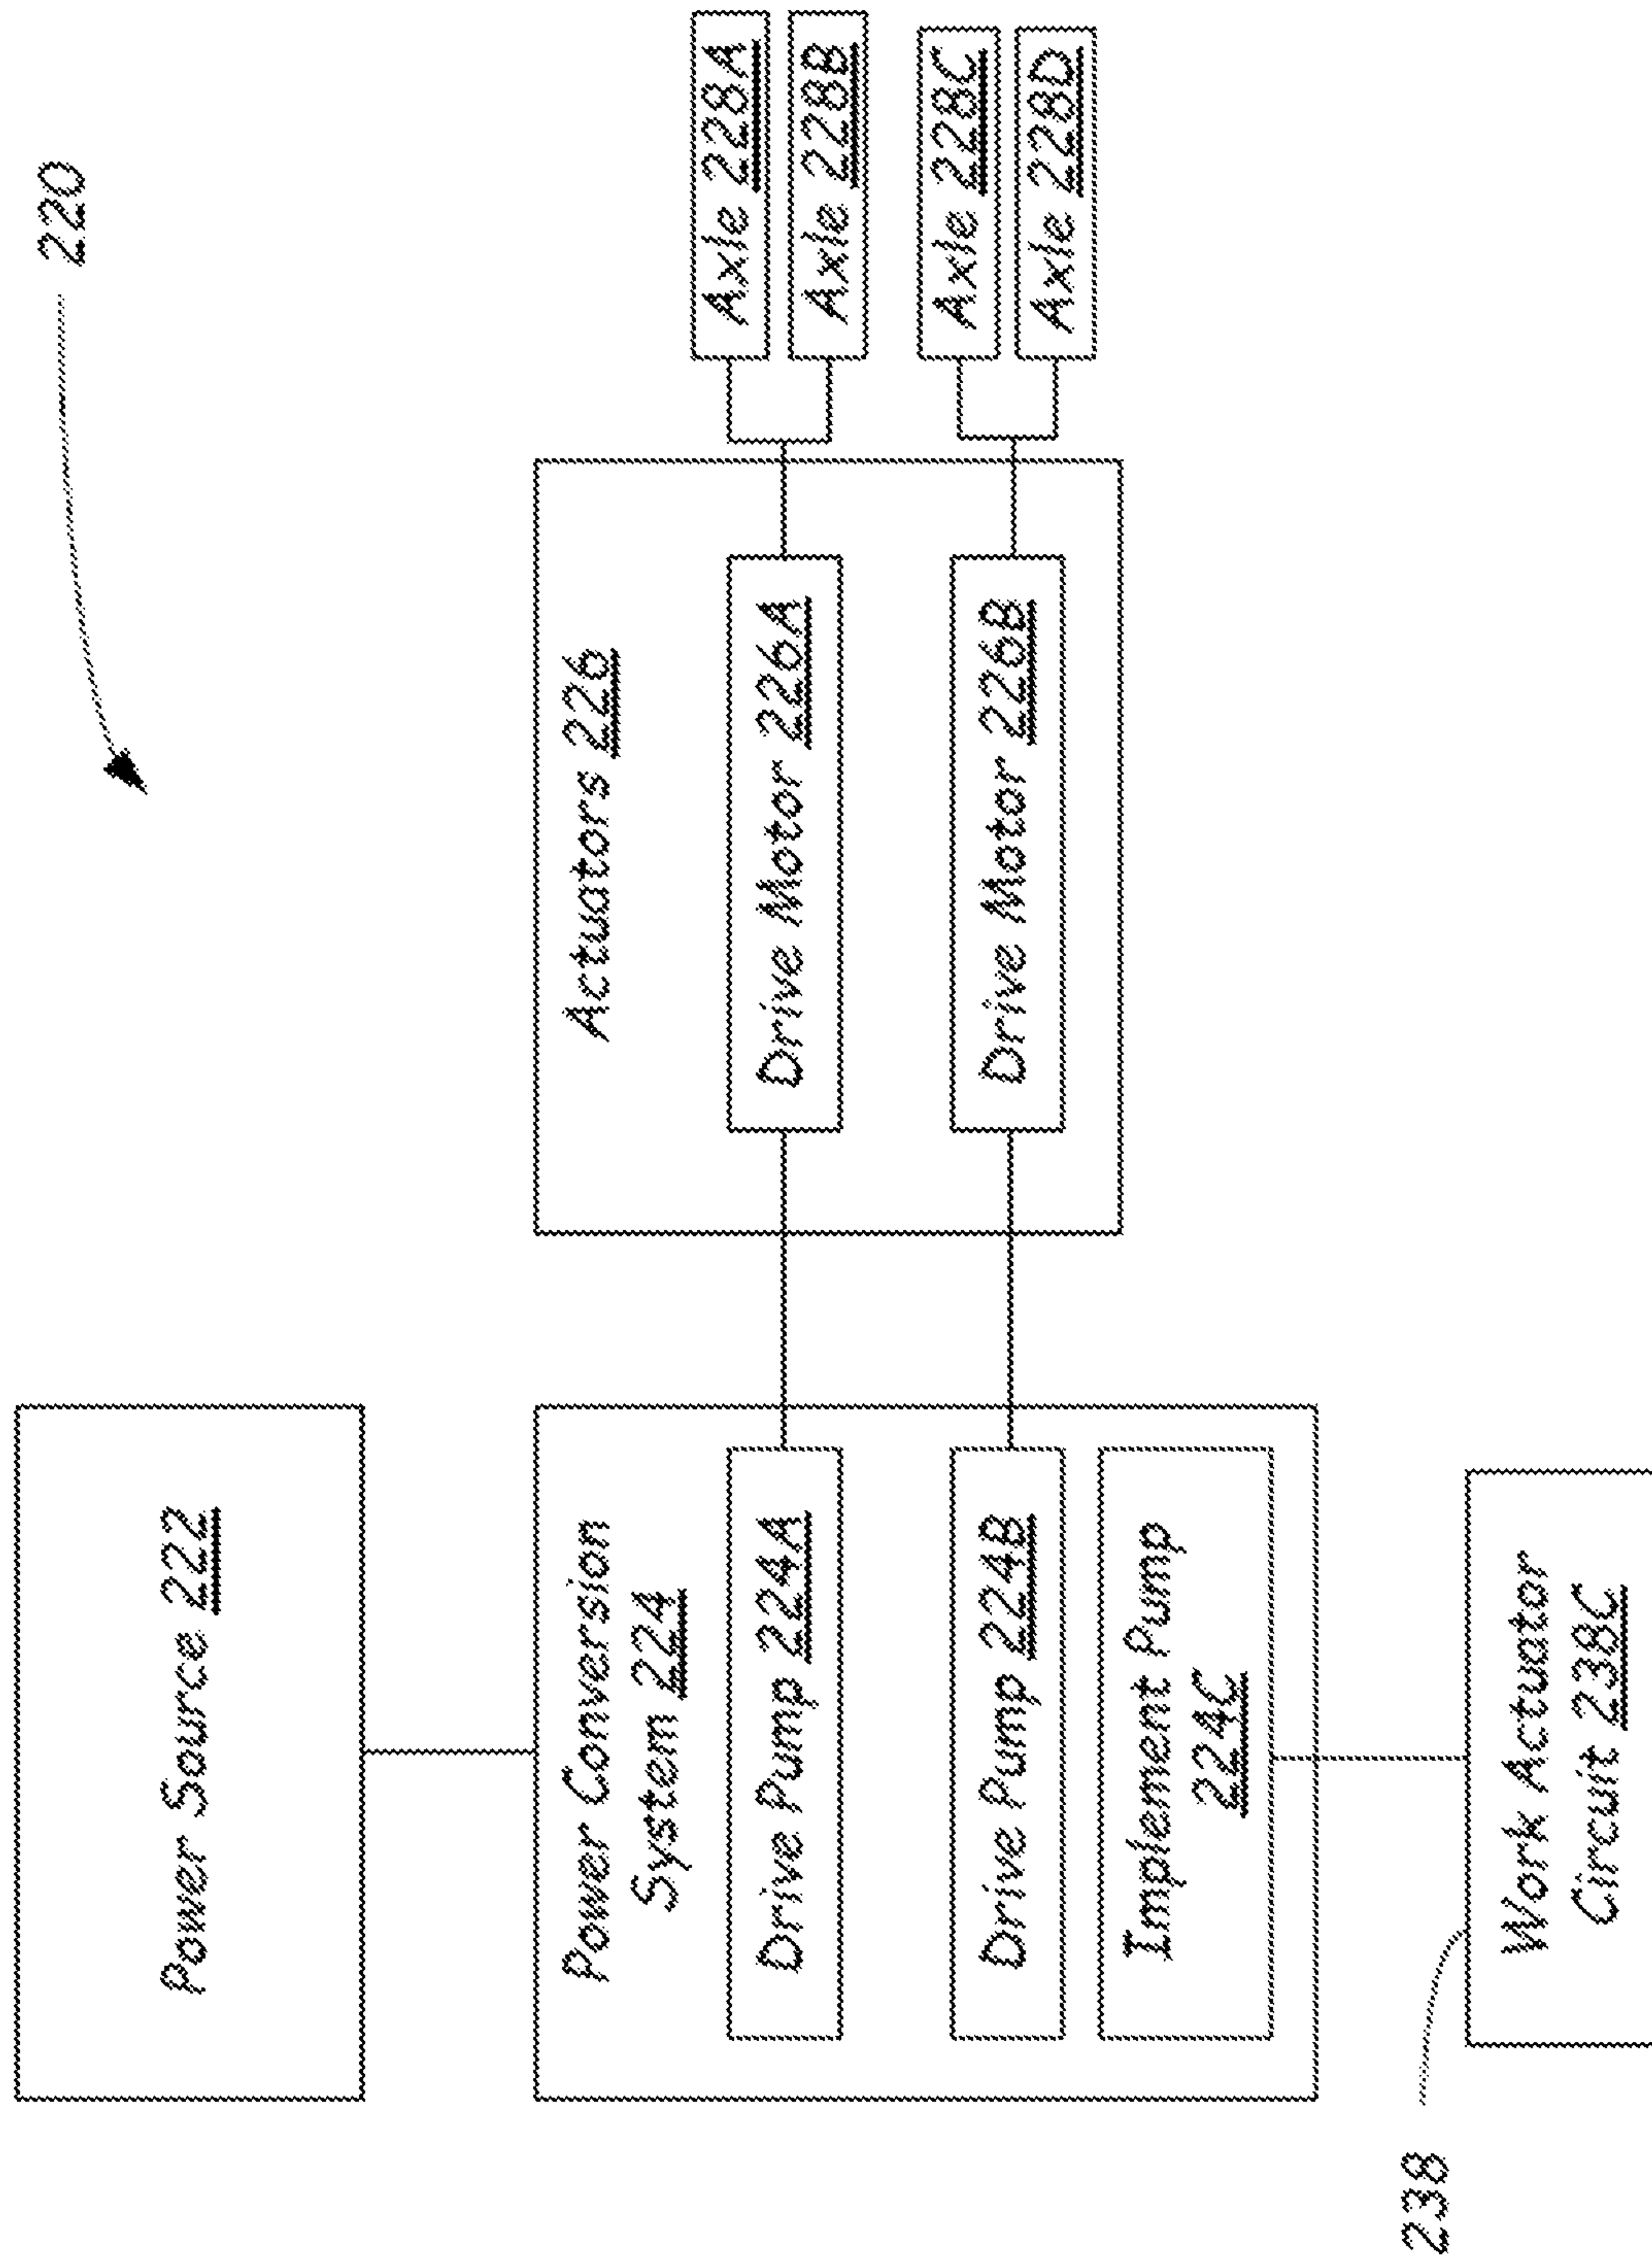 220
Power Source 222
Power Conversion
System 224
Drive Pump 224A
Drive Pump 224B
Implement Pump
224C
Actuators 226
Drive Motor 226A
Drive Motor 226B
Axle 228A
Axle 228B
Axle 228C
Axle 228D
238
Work Actuator
Circuit 238C